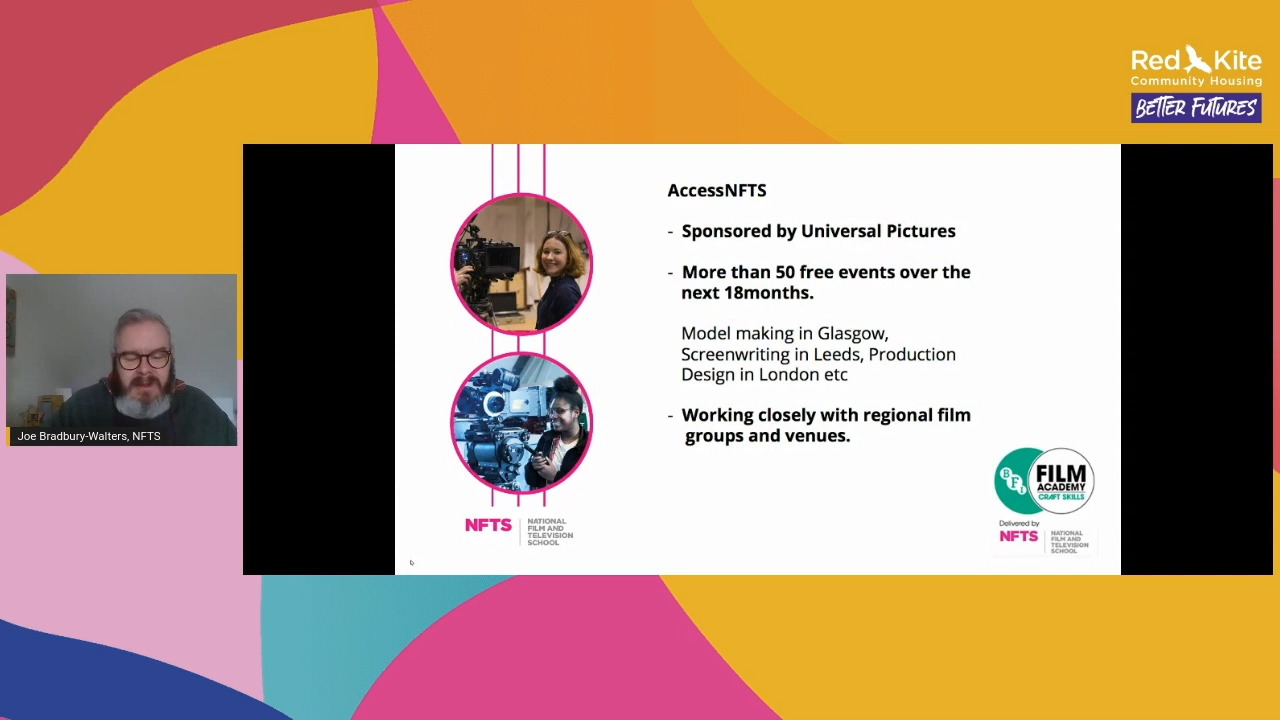 Red Kite
Community Housing
BETTER FUTURES
AccessNFTS
- Sponsored by Universal Pictures
- More than 50 free events over the
next 18months.
Model making in Glasgow,
Screenwriting in Leeds, Production
Design in London etc
- Working closely with regional film
groups and venues.
Joe Bradbury-Walters, NFTS
NFTS
NATIONAL
FILM AND
TELEVISION
SCHOOL
BFI
FILM
ACADEMY
CRAFT SKILLS
Delivered by
NFTS
NATIONAL
FILM AND
TELEVISION
SCHOOL